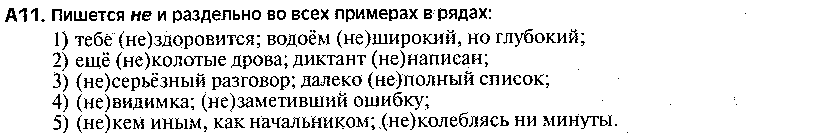 А11. Пишется не и раздельно во всех примерах в рядах:
1) тебе (не)здоровится; водоём (не)широкий, но глубокий;
2) ещё (не)колотые дрова; диктант (не)написан;
3) (не)серьёзный разговор; далеко (не)полный список;
4) (не)видимка; (не)заметивший ошибку;
5) (не)кем иным, как начальником; (не)колеблясь ни минуты.